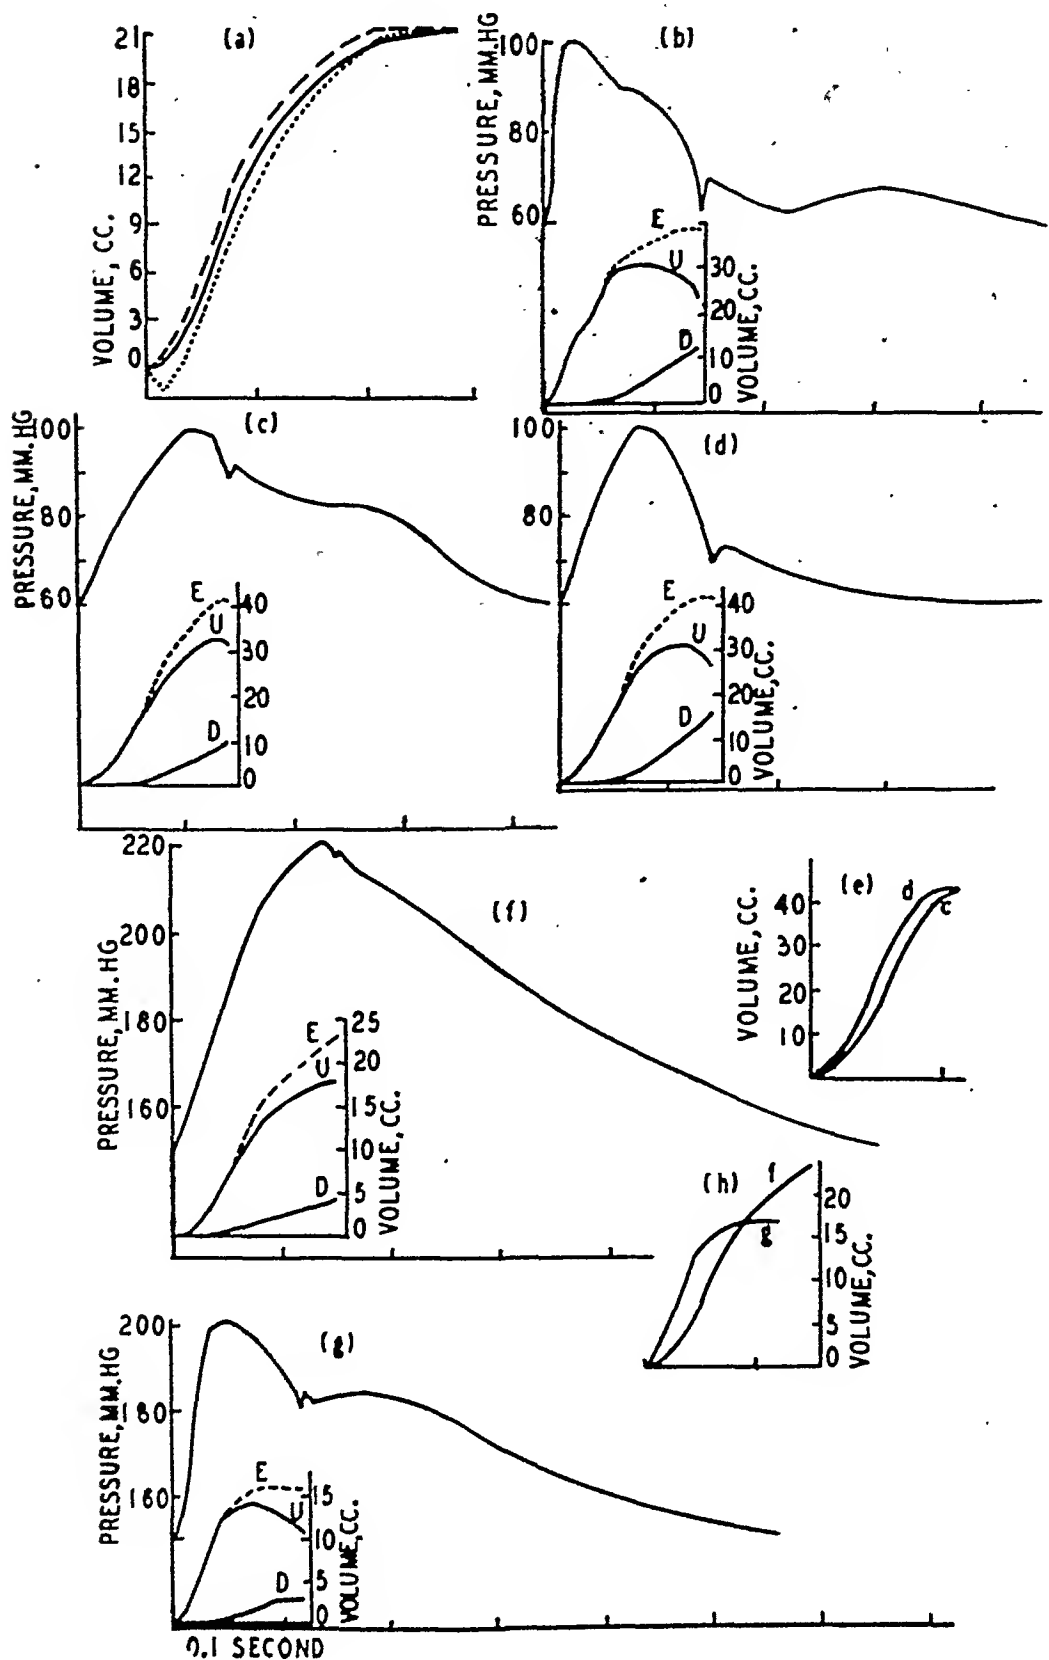 (a)
VOLUME, CC.
21
18
15
12
9
6
3
0
(b)
PRESSURE, MM.HG
100
80
60
E
U
D
30
20
10
0
VOLUME,CC.
(c)
PRESSURE,MM.HG
100
80
60
E
U
D
40
30
20
10
0
(d)
100
80
E
U
D
40
30
20
10
0
VOLUME,CC.
(e)
VOLUME, CC.
40
30
20
10
d
c
(f)
PRESSURE, MM.HG
220
200
180
160
E
U
D
25
20
15
10
5
0
VOLUME,CC.
(h)
f
20
15
10
5
0
VOLUME,CC.
(g)
PRESSURE, MM.HG
200
180
160
E
U
D
15
10
5
0
VOLUME,CC.
0.1 SECOND